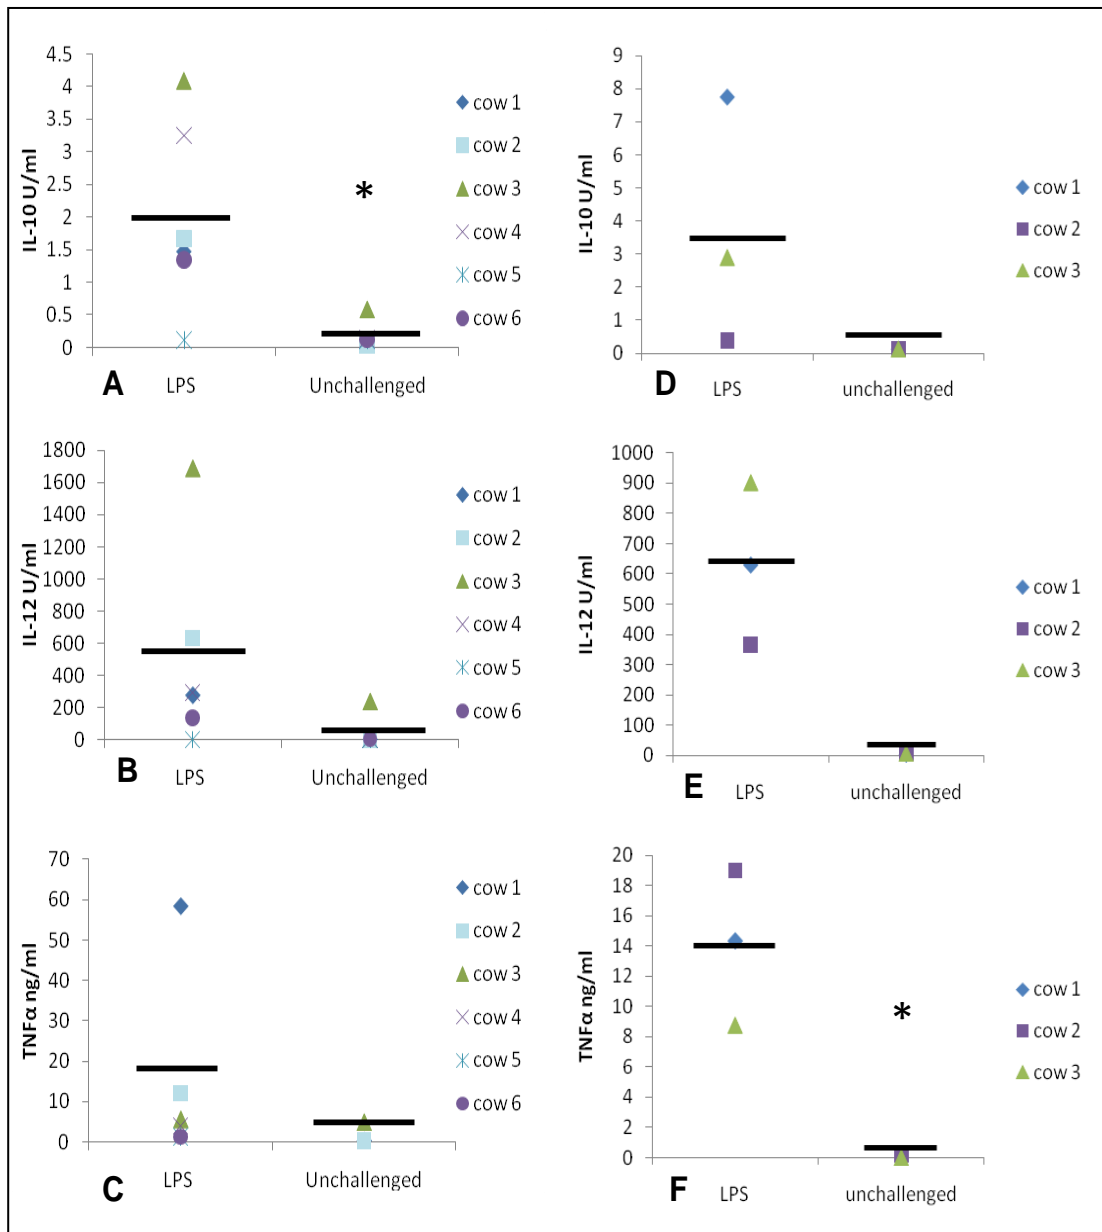 IL-10 U/ml
4.5
4
3.5
3
2.5
2
1.5
1
0.5
0
*
LPS
Unchallenged
cow 1
cow 2
cow 3
cow 4
cow 5
cow 6
A
IL-10 U/ml
9
8
7
6
5
4
3
2
1
0
LPS
unchallenged
cow 1
cow 2
cow 3
D
IL-12 U/ml
1800
1600
1400
1200
1000
800
600
400
200
0
LPS
Unchallenged
cow 1
cow 2
cow 3
cow 4
cow 5
cow 6
B
IL-12 U/ml
1000
900
800
700
600
500
400
300
200
100
0
LPS
unchallenged
cow 1
cow 2
cow 3
E
TNFα ng/ml
70
60
50
40
30
20
10
0
LPS
Unchallenged
cow 1
cow 2
cow 3
cow 4
cow 5
cow 6
C
TNFα ng/ml
20
18
16
14
12
10
8
6
4
2
0
*
LPS
unchallenged
cow 1
cow 2
cow 3
F